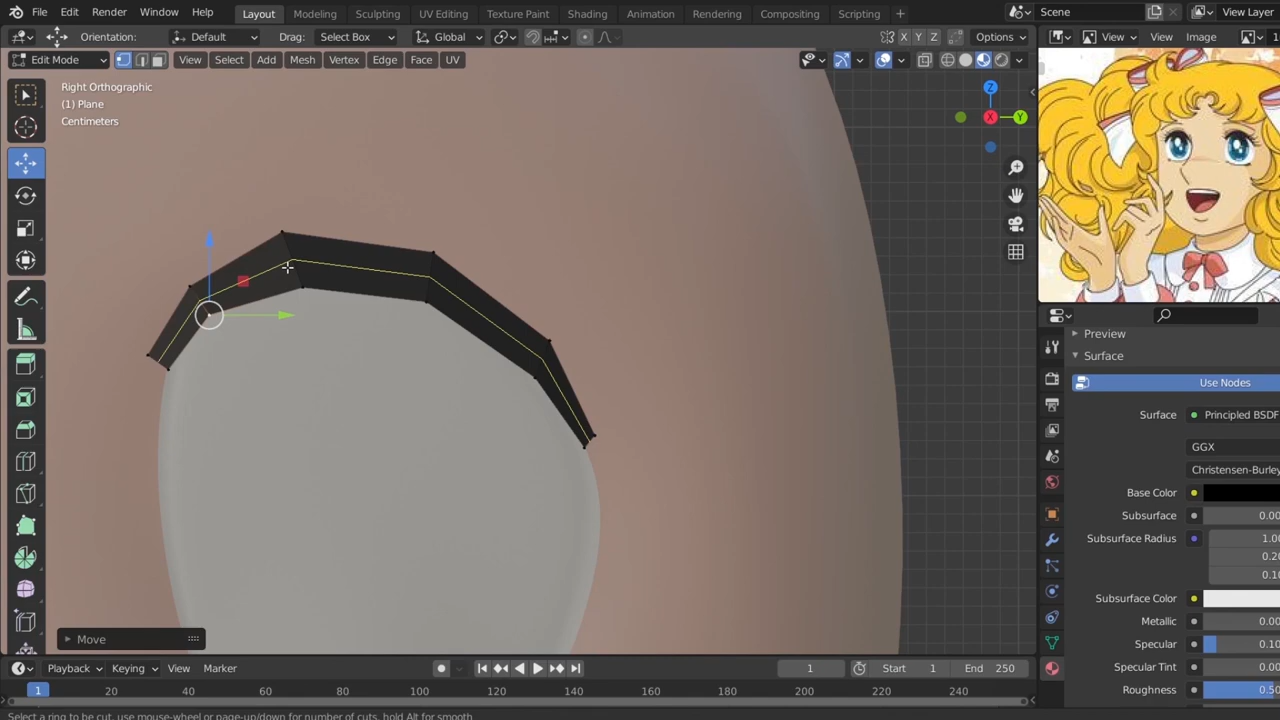 File Edit Render Window Help Layout Modeling Sculpting UV Editing Texture Paint Shading Animation Rendering Compositing Scripting + Scene View Layer
Orientation: Default Drag: Select Box Global X Y Z Options View Image
Edit Mode View Select Add Mesh Vertex Edge Face UV
Right Orthographic
(1) Plane
Centimeters
Z
X
Y
Preview
Surface
Use Nodes
Surface Principled BSDF
GGX
Christensen-Burley
Base Color
Subsurface 0.00
Subsurface Radius 1.00
0.20
0.10
Subsurface Color
Metallic 0.00
Specular 0.10
Specular Tint 0.00
Roughness 0.50
Move
Playback Keying View Marker 1 Start 1 End 250
1 20 40 60 80 100 120 140 160 180 200 220 240
Select a ring to be cut, use mouse-wheel or page-up/down for number of cuts, hold Alt for smooth